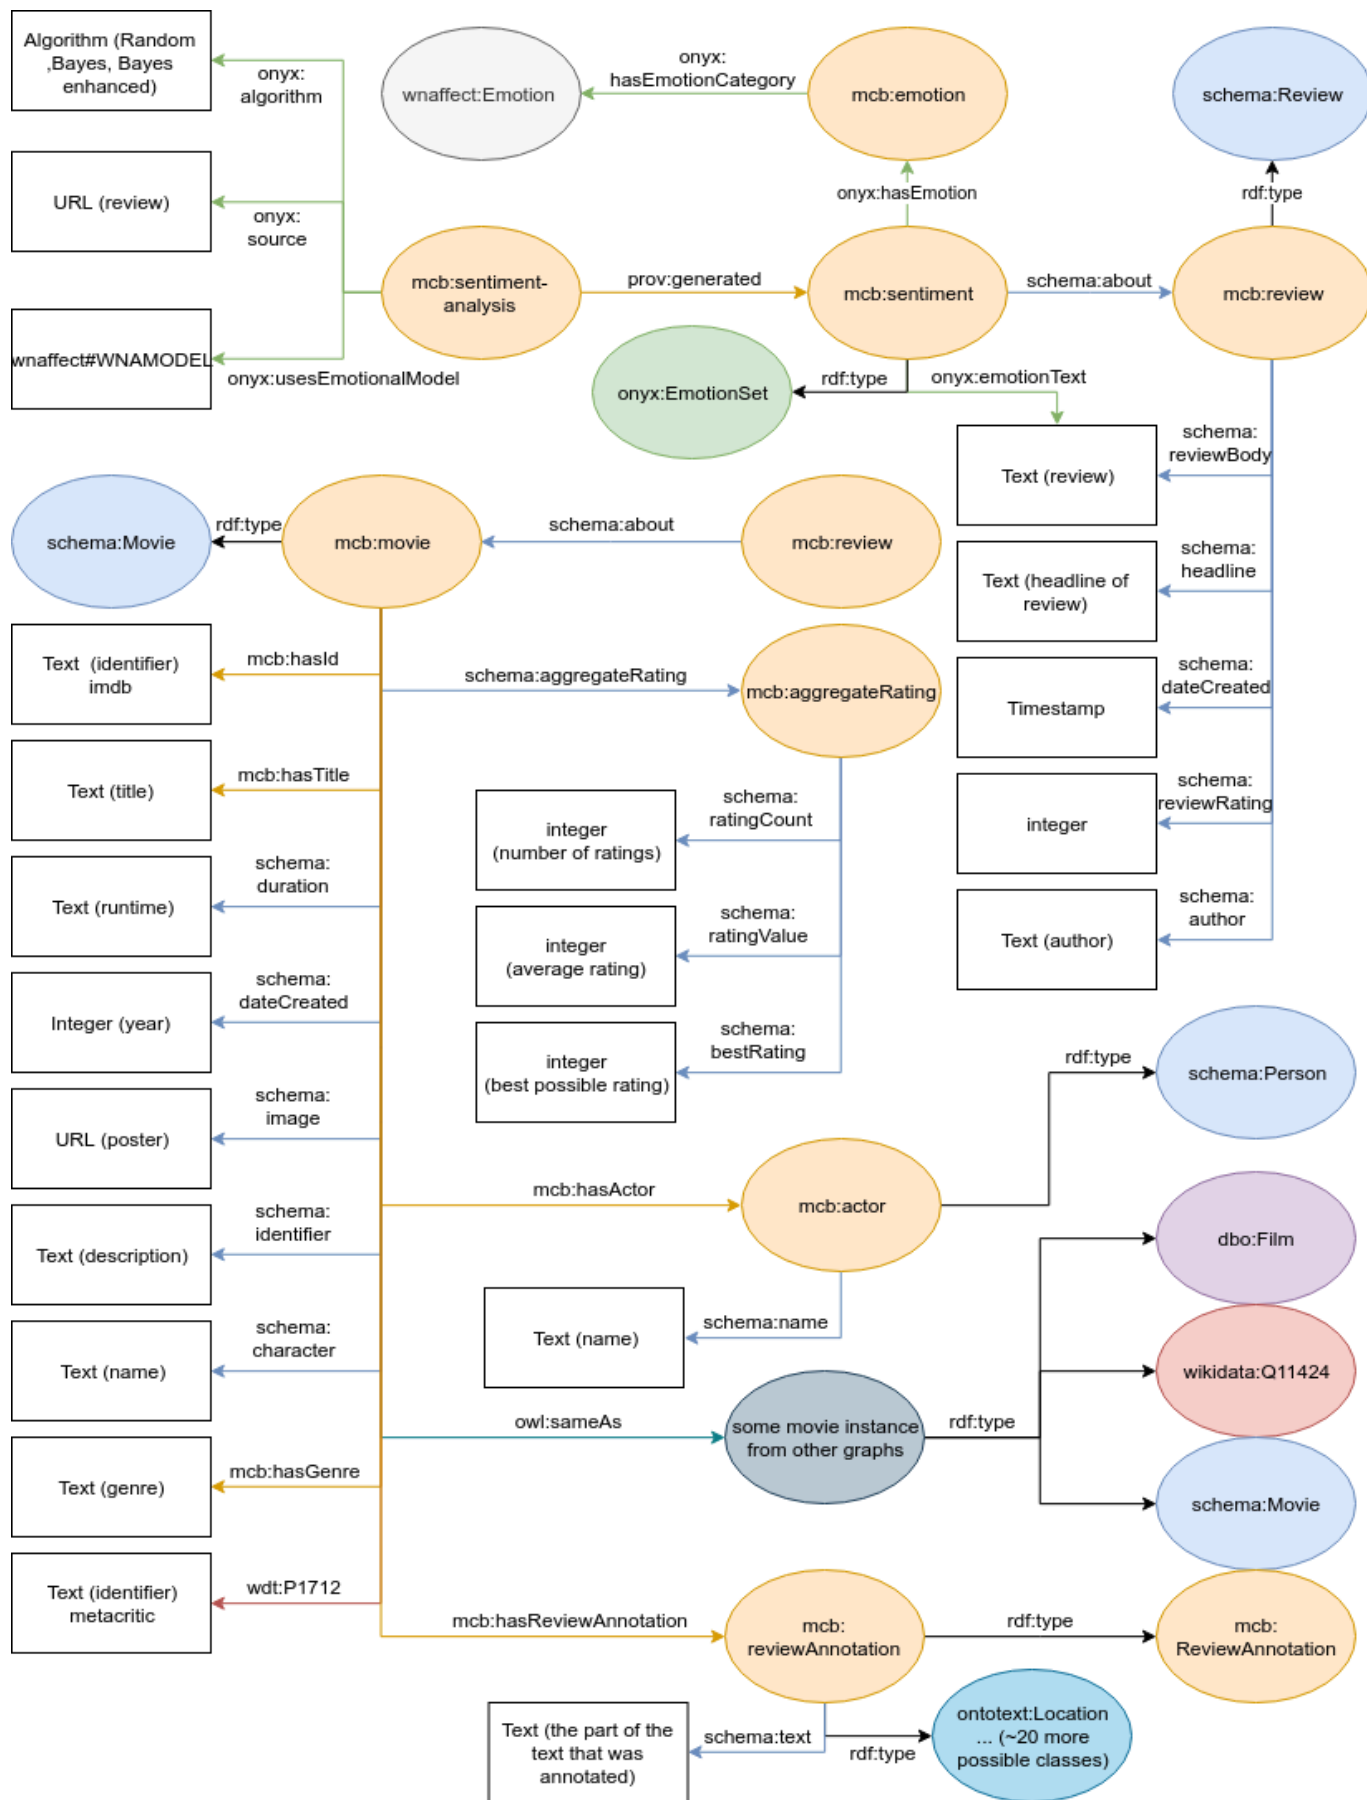 Algorithm (Random
,Bayes, Bayes
enhanced)
onyx:
algorithm
wnaffect:Emotion
onyx:
hasEmotionCategory
mcb:emotion
schema:Review
URL (review)
onyx:
source
onyx:hasEmotion
rdf:type
mcb:sentiment-
analysis
prov:generated
mcb:sentiment
schema:about
mcb:review
wnaffect#WNAMODEL
onyx:usesEmotionalModel
onyx:EmotionSet
rdf:type
onyx:emotionText
schema:
reviewBody
Text (review)
schema:Movie
rdf:type
mcb:movie
schema:about
mcb:review
schema:
headline
Text (headline of
review)
Text  (identifier)
imdb
mcb:hasId
schema:aggregateRating
mcb:aggregateRating
schema:
dateCreated
Timestamp
Text (title)
mcb:hasTitle
schema:
ratingCount
integer
(number of ratings)
schema:
reviewRating
integer
Text (runtime)
schema:
duration
schema:
ratingValue
integer
(average rating)
schema:
author
Text (author)
Integer (year)
schema:
dateCreated
schema:
bestRating
integer
(best possible rating)
rdf:type
schema:Person
URL (poster)
schema:
image
mcb:hasActor
mcb:actor
dbo:Film
Text (description)
schema:
identifier
Text (name)
schema:name
Text (name)
schema:
character
wikidata:Q11424
owl:sameAs
some movie instance
from other graphs
rdf:type
Text (genre)
mcb:hasGenre
schema:Movie
Text (identifier)
metacritic
wdt:P1712
mcb:hasReviewAnnotation
mcb:
reviewAnnotation
rdf:type
mcb:
ReviewAnnotation
Text (the part of the
text that was
annotated)
schema:text
rdf:type
ontotext:Location
... (~20 more
possible classes)